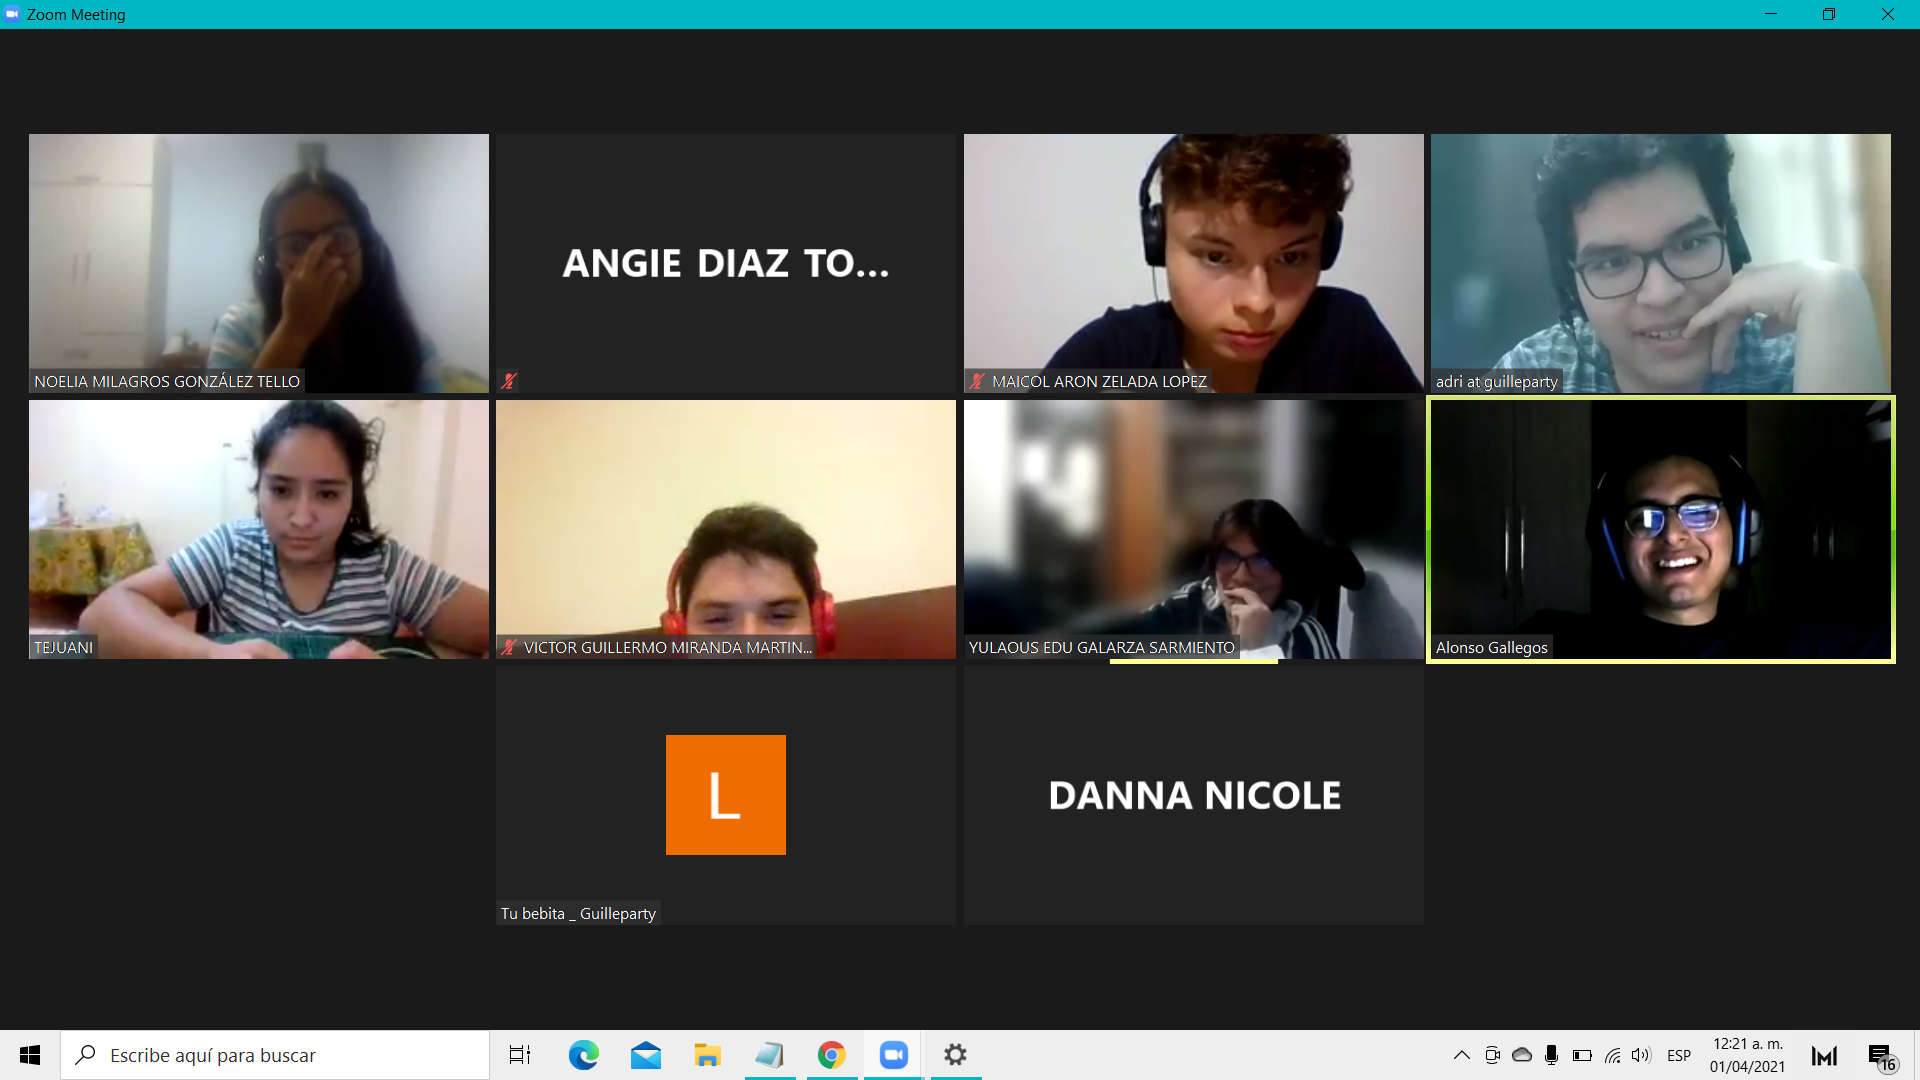 Zoom Meeting
NOELIA MILAGROS GONZÁLEZ TELLO
ANGIE DIAZ TO...
MAICOL ARON ZELADA LOPEZ
adri at guilleparty
TEJUANI
VICTOR GUILLERMO MIRANDA MARTIN...
YULAOUS EDU GALARZA SARMIENTO
Alonso Gallegos
L
Tu bebita _ Guilleparty
DANNA NICOLE
Escribe aquí para buscar
ESP
12:21 a. m.
01/04/2021
16